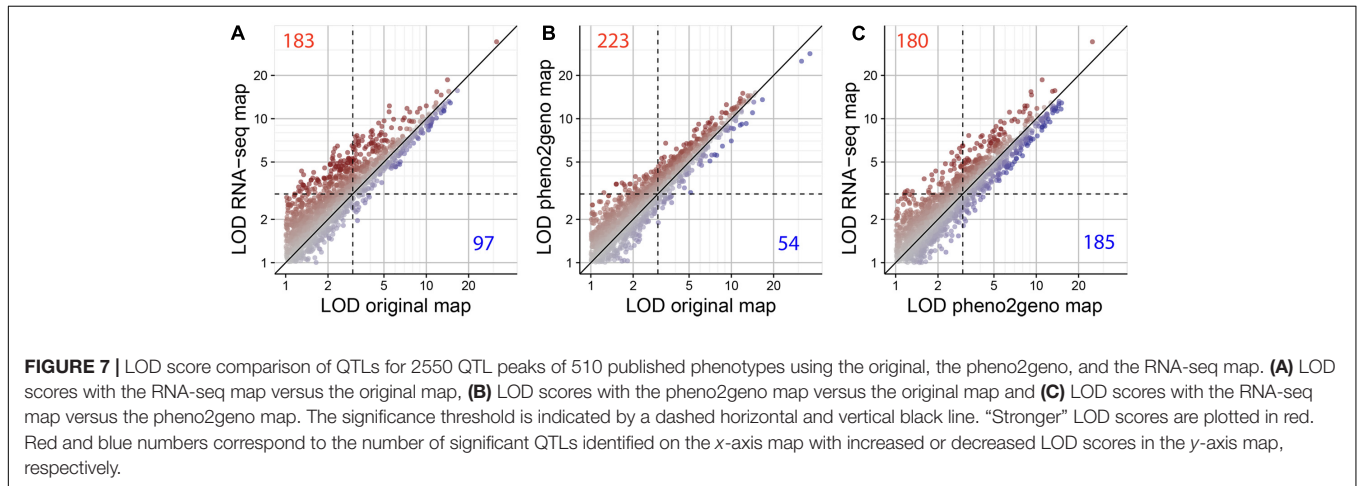 A
183
LOD RNA-seq map
20
10
5
2
1
97
1 2 5 10 20
LOD original map
B
223
LOD pheno2geno map
20
10
5
2
1
54
1 2 5 10 20
LOD original map
C
180
LOD RNA-seq map
20
10
5
2
1
185
1 2 5 10 20
LOD pheno2geno map
FIGURE 7 | LOD score comparison of QTLs for 2550 QTL peaks of 510 published phenotypes using the original, the pheno2geno, and the RNA-seq map. (A) LOD
scores with the RNA-seq map versus the original map, (B) LOD scores with the pheno2geno map versus the original map and (C) LOD scores with the RNA-seq
map versus the pheno2geno map. The significance threshold is indicated by a dashed horizontal and vertical black line. “Stronger” LOD scores are plotted in red.
Red and blue numbers correspond to the number of significant QTLs identified on the x-axis map with increased or decreased LOD scores in the y-axis map,
respectively.